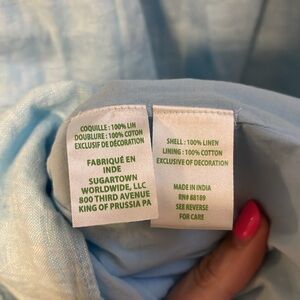 COQUILLE : 100% LIN
DOUBLURE : 100% COTON
EXCLUSIF DE DÉCORATION
FABRIQUÉ EN
INDE
SUGARTOWN
WORLDWIDE, LLC
800 THIRD AVENUE
KING OF PRUSSIA PA
SHELL : 100% LINEN
LINING : 100% COTTON
EXCLUSIVE OF DECORATION
MADE IN INDIA
RN# 88189
SEE REVERSE
FOR CARE